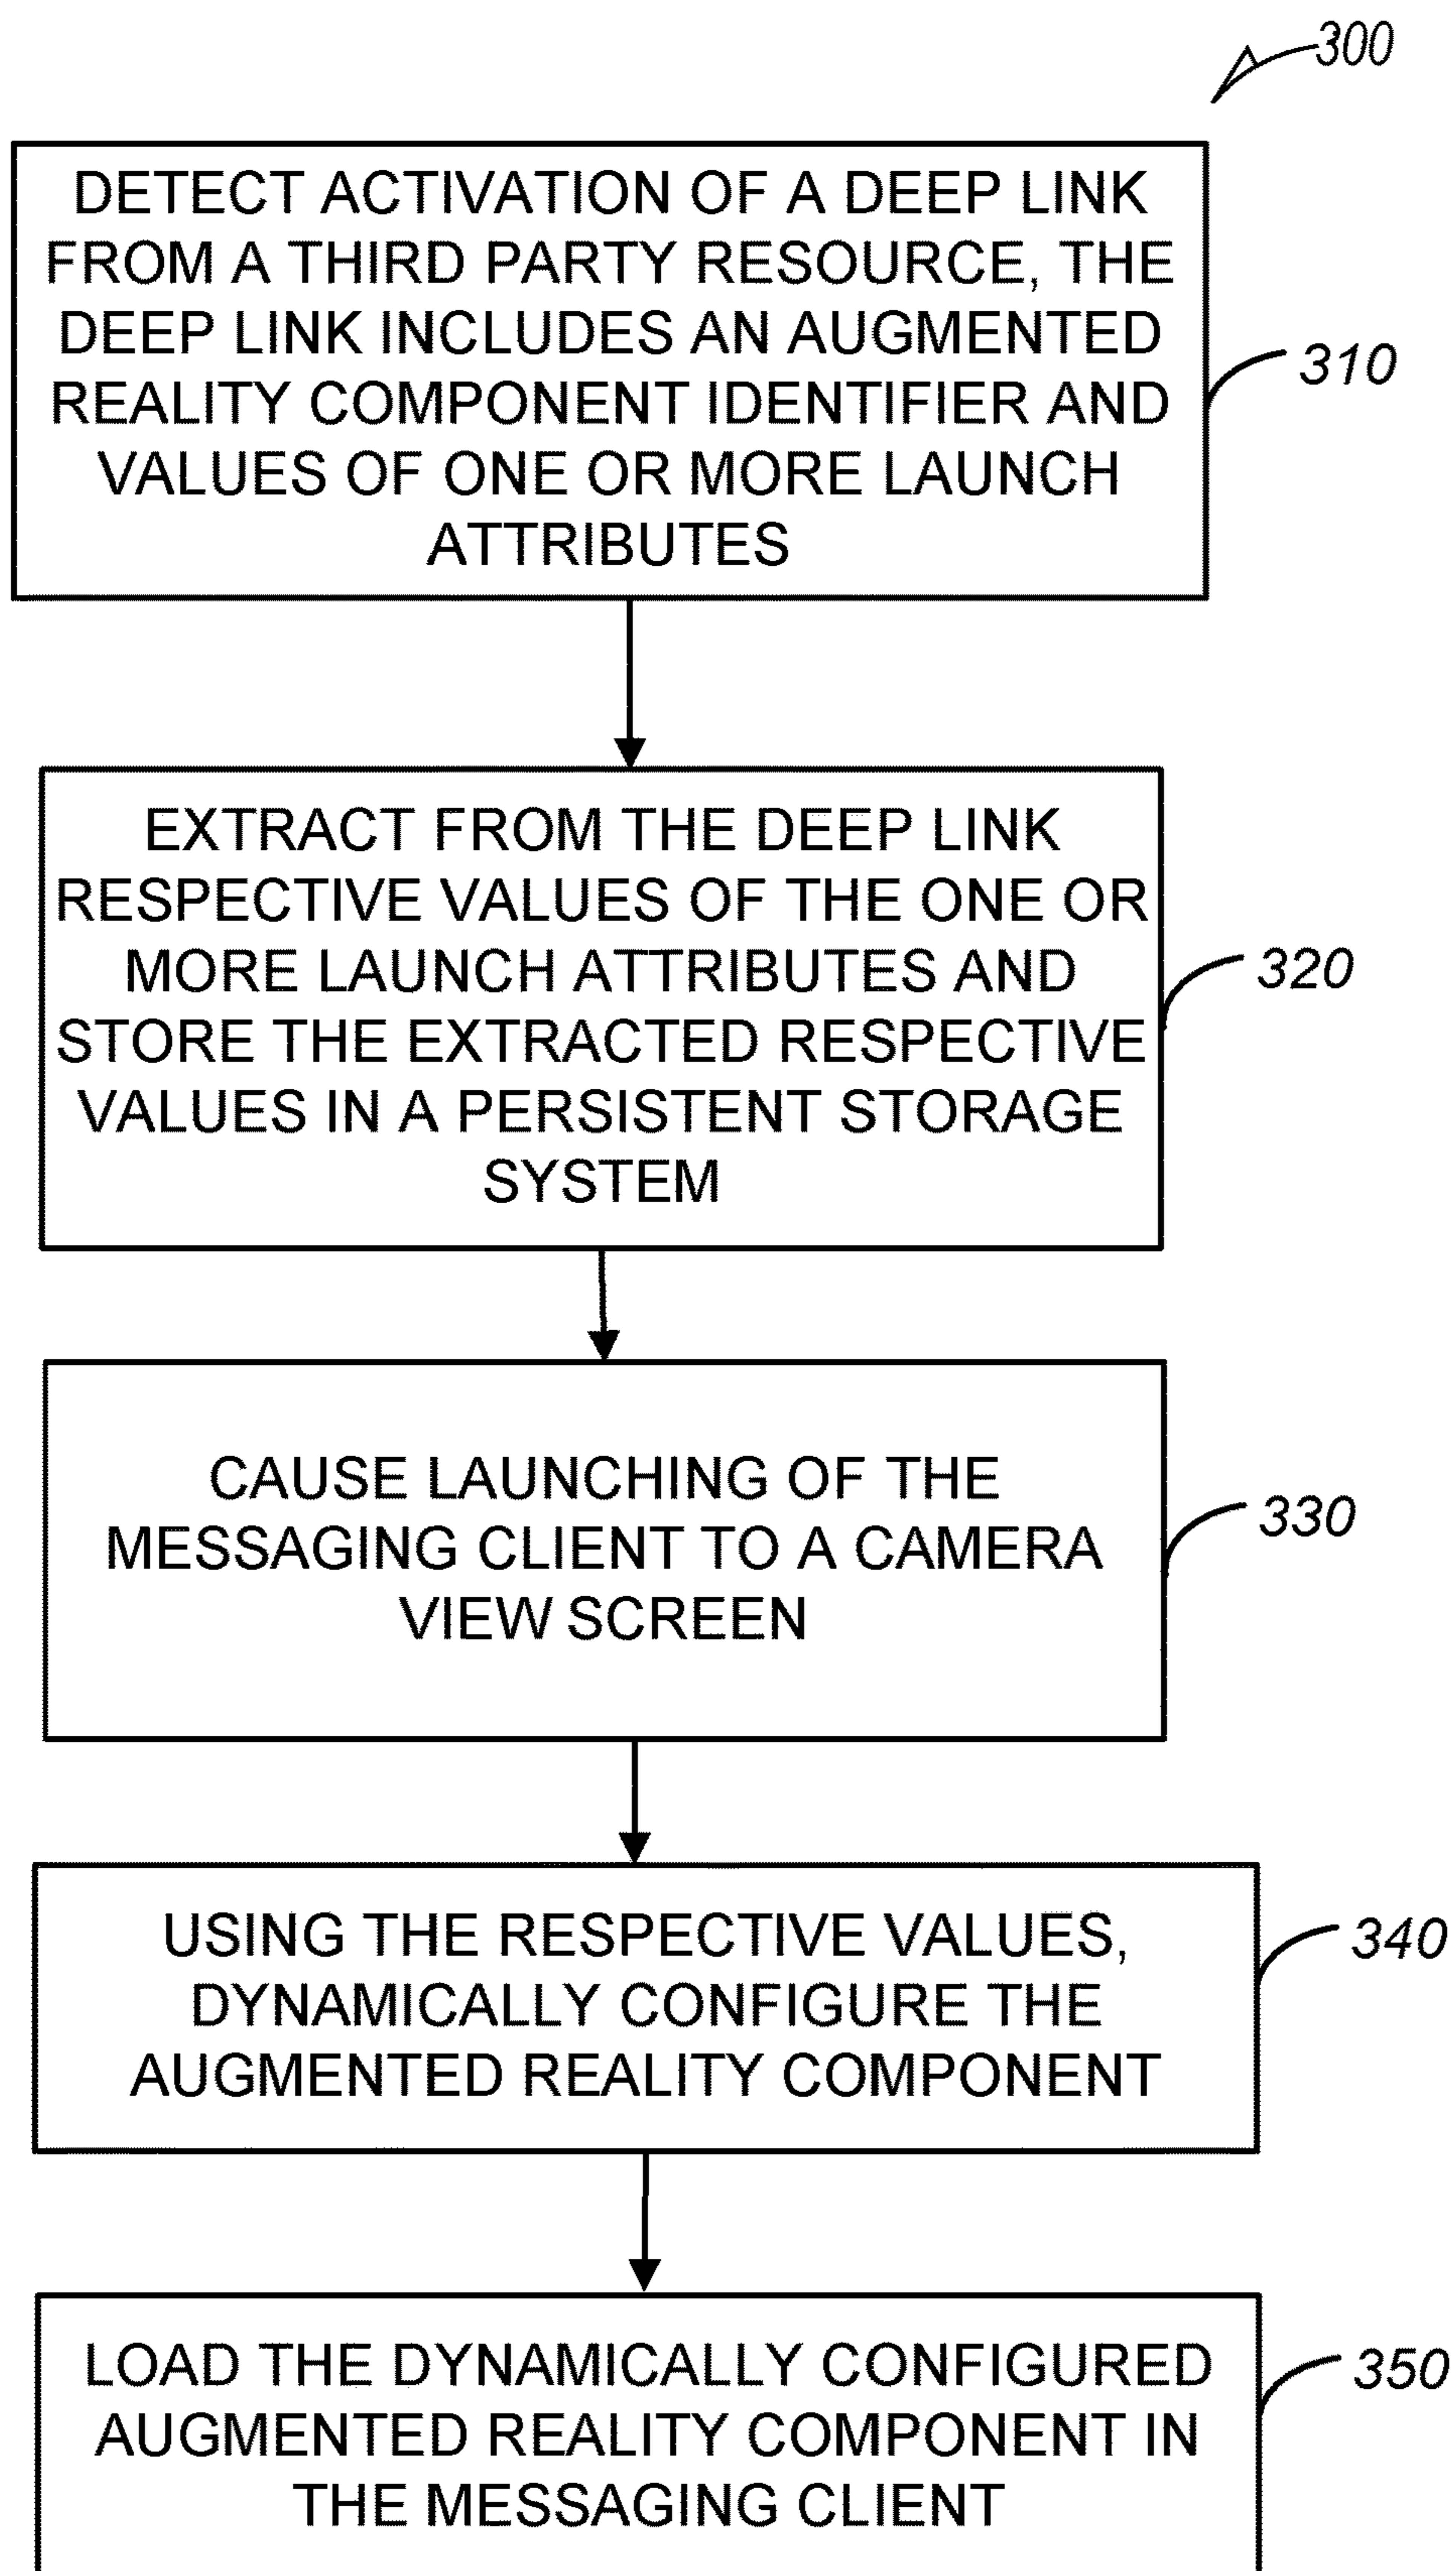 300
DETECT ACTIVATION OF A DEEP LINK
FROM A THIRD PARTY RESOURCE, THE
DEEP LINK INCLUDES AN AUGMENTED
REALITY COMPONENT IDENTIFIER AND
VALUES OF ONE OR MORE LAUNCH
ATTRIBUTES
310
EXTRACT FROM THE DEEP LINK
RESPECTIVE VALUES OF THE ONE OR
MORE LAUNCH ATTRIBUTES AND
STORE THE EXTRACTED RESPECTIVE
VALUES IN A PERSISTENT STORAGE
SYSTEM
320
CAUSE LAUNCHING OF THE
MESSAGING CLIENT TO A CAMERA
VIEW SCREEN
330
USING THE RESPECTIVE VALUES,
DYNAMICALLY CONFIGURE THE
AUGMENTED REALITY COMPONENT
340
LOAD THE DYNAMICALLY CONFIGURED
AUGMENTED REALITY COMPONENT IN
THE MESSAGING CLIENT
350